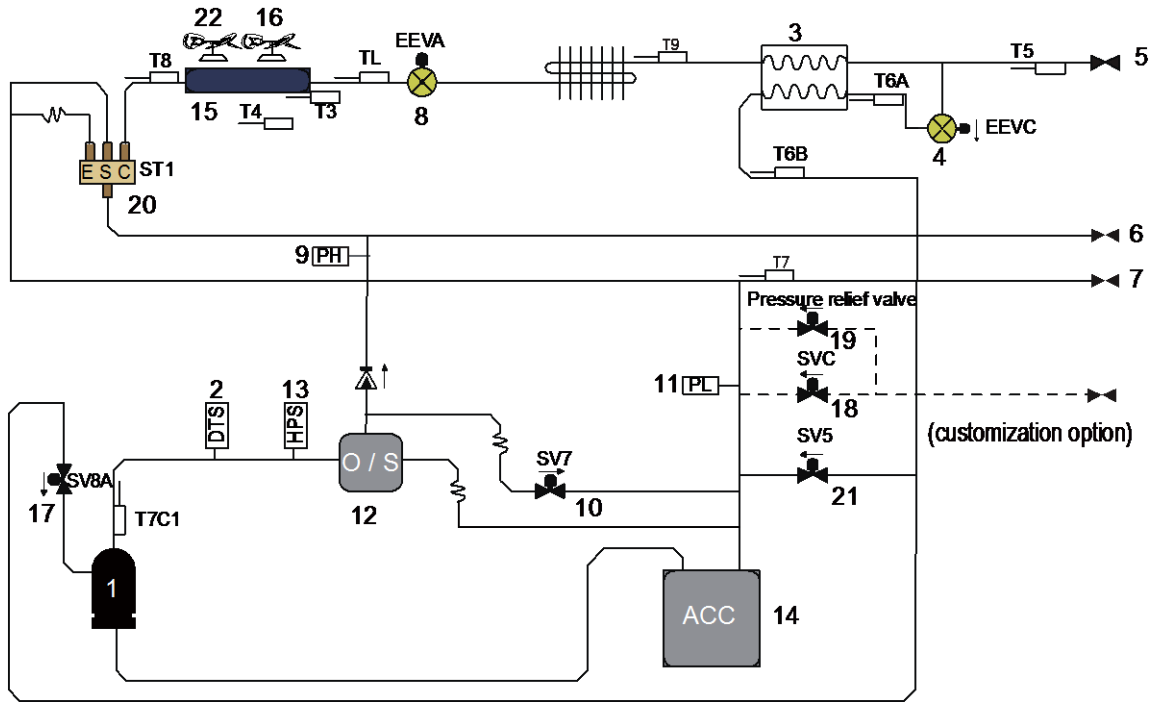 22
16
3
EEVA
T8
TL
T9
T5
5
15
T4
T3
8
T6A
EEVC
4
E S C
ST1
T6B
20
6
9
PH
T7
7
Pressure relief valve
19
SVC
11
PL
18
(customization option)
2
13
DTS
HPS
SV5
O / S
SV7
21
SV8A
17
12
10
T7C1
1
ACC
14